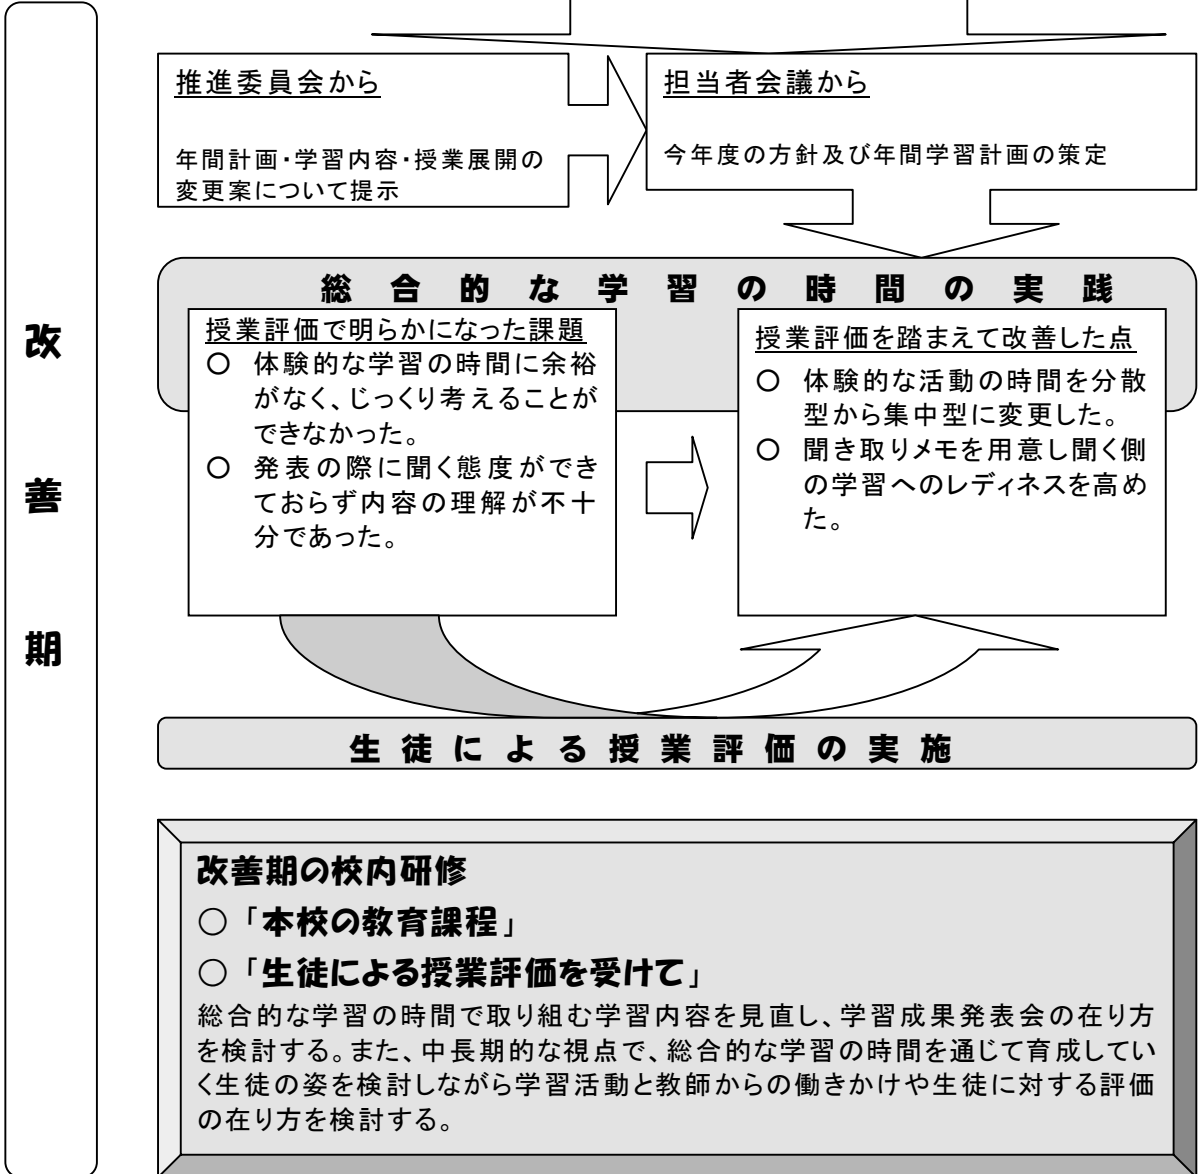 改
善
期
推進委員会から
年間計画・学習内容・授業展開の
変更案について提示
担当者会議から
今年度の方針及び年間学習計画の策定
総合的な学習の時間の実践
授業評価で明らかになった課題
○ 体験的な学習の時間に余裕
がなく、じっくり考えることが
できなかった。
○ 発表の際に聞く態度ができ
ておらず内容の理解が不十
分であった。
授業評価を踏まえて改善した点
○ 体験的な活動の時間を分散
型から集中型に変更した。
○ 聞き取りメモを用意し聞く側
の学習へのレディネスを高め
た。
生徒による授業評価の実施
改善期の校内研修
○「本校の教育課程」
○「生徒による授業評価を受けて」
総合的な学習の時間で取り組む学習内容を見直し、学習成果発表会の在り方
を検討する。また、中長期的な視点で、総合的な学習の時間を通じて育成してい
く生徒の姿を検討しながら学習活動と教師からの働きかけや生徒に対する評価
の在り方を検討する。